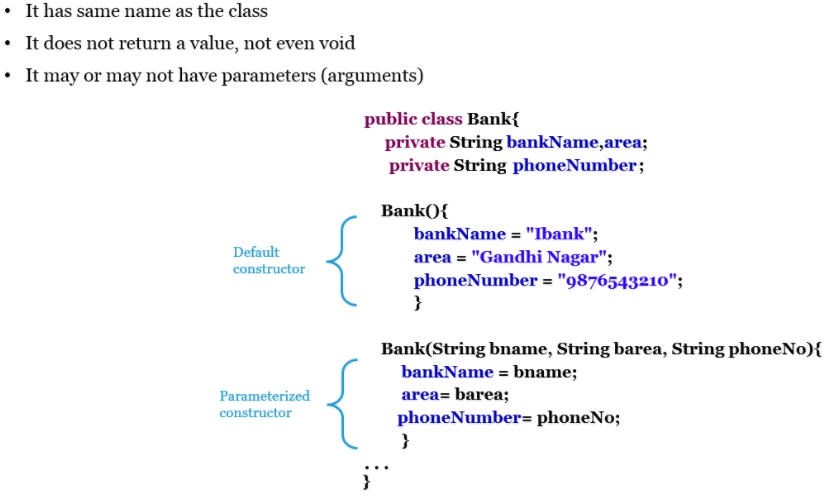 • It has same name as the class
• It does not return a value, not even void
• It may or may not have parameters (arguments)
public class Bank{
private String bankName,area;
private String phoneNumber;
Bank(){
bankName = "Ibank";
area = "Gandhi Nagar";
phoneNumber = "9876543210";
}
Default
constructor
Bank(String bname, String barea, String phoneNo){
bankName = bname;
area= barea;
phoneNumber= phoneNo;
}
Parameterized
constructor
...
}